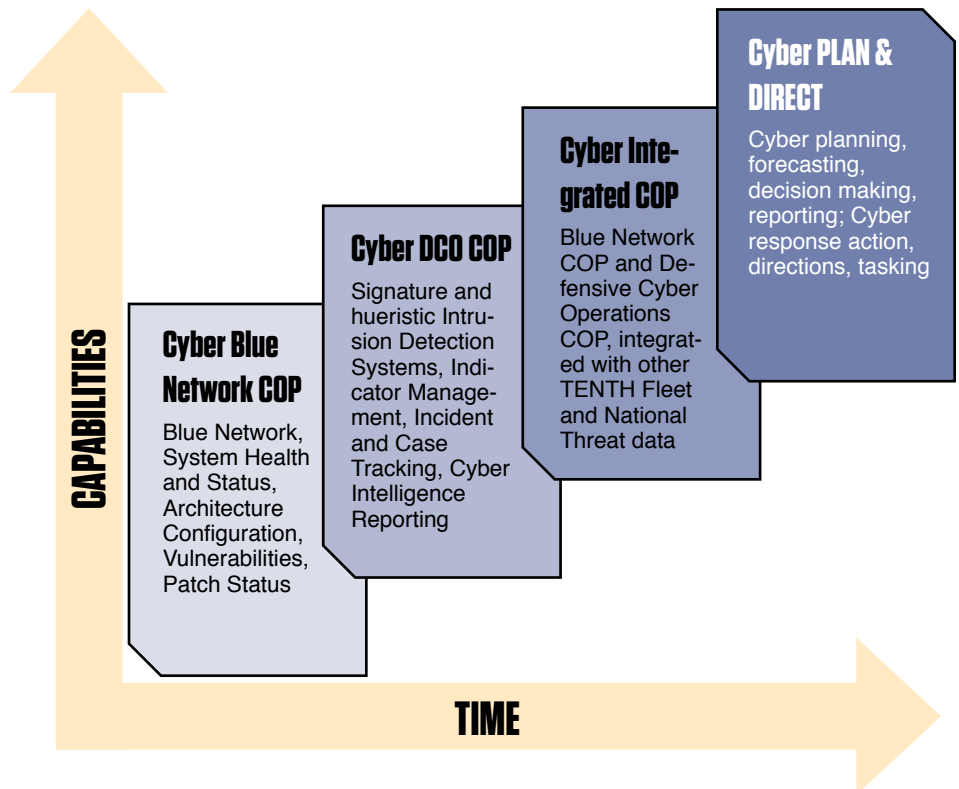 Cyber PLAN &
DIRECT
Cyber planning,
forecasting,
decision making,
reporting; Cyber
response action,
directions, tasking
Cyber Inte-
grated COP
Blue Network
COP and De-
fensive Cyber
Operations
COP, integrat-
ed with other
TENTH Fleet
and National
Threat data
Cyber DCO COP
Signature and
hueristic Intru-
sion Detection
Systems, Indi-
cator Manage-
ment, Incident
and Case
Tracking, Cyber
Intelligence
Reporting
Cyber Blue
Network COP
Blue Network,
System Health
and Status,
Architecture
Configuration,
Vulnerabilities,
Patch Status
CAPABILITIES
TIME